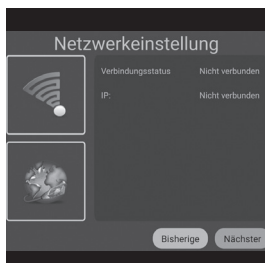 Netzwerkeinstellung
Verbindungsstatus Nicht verbunden
IP: Nicht verbunden
Bisherige Nächster